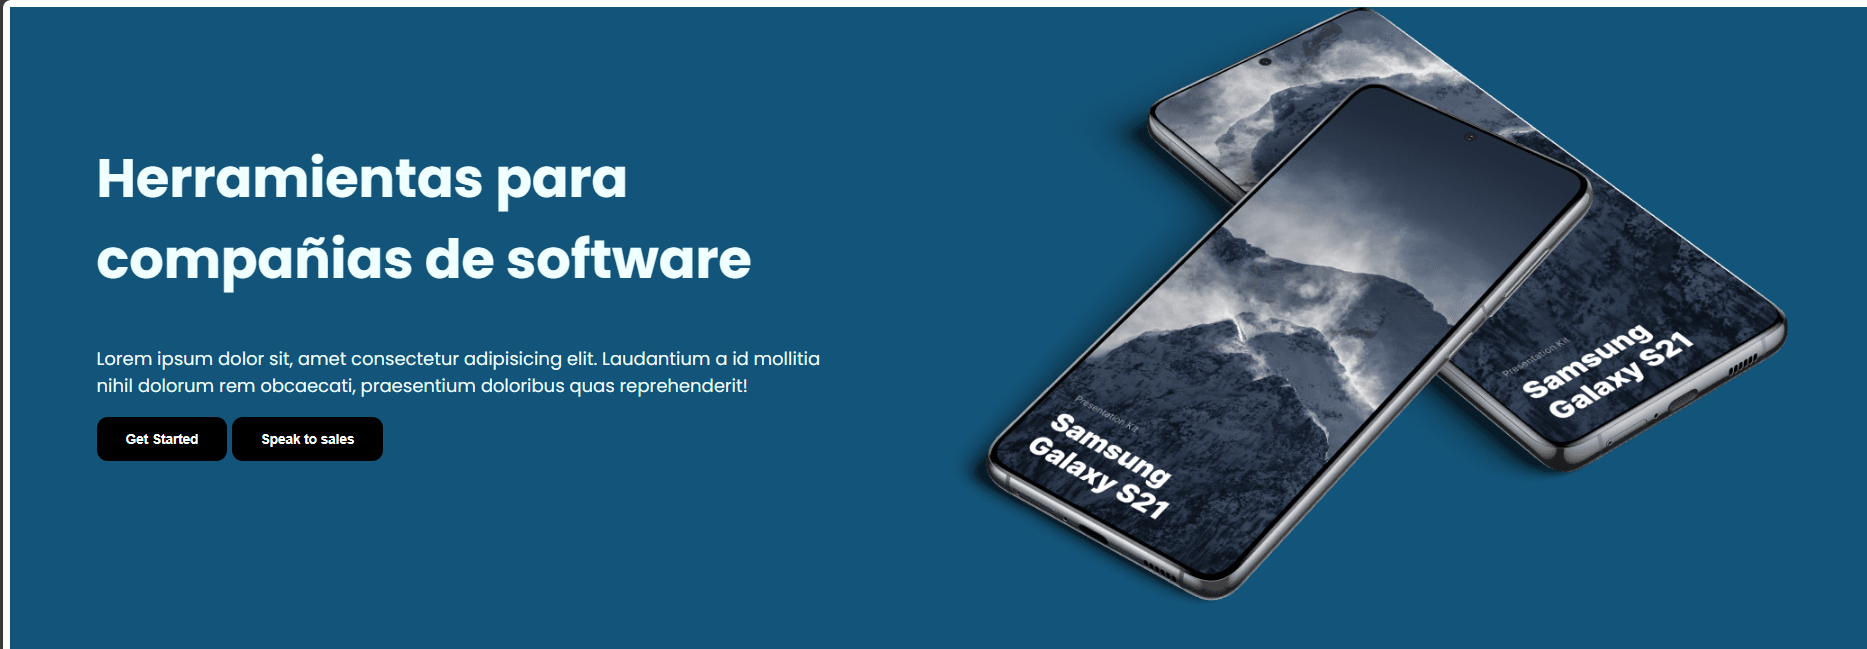 Herramientas para
compañias de software
Lorem ipsum dolor sit, amet consectetur adipisicing elit. Laudantium a id mollitia
nihil dolorum rem obcaecati, praesentium doloribus quas reprehenderit!
Get Started
Speak to sales
Presentation Kit
Samsung
Galaxy S21
Presentation Kit
Samsung
Galaxy S21